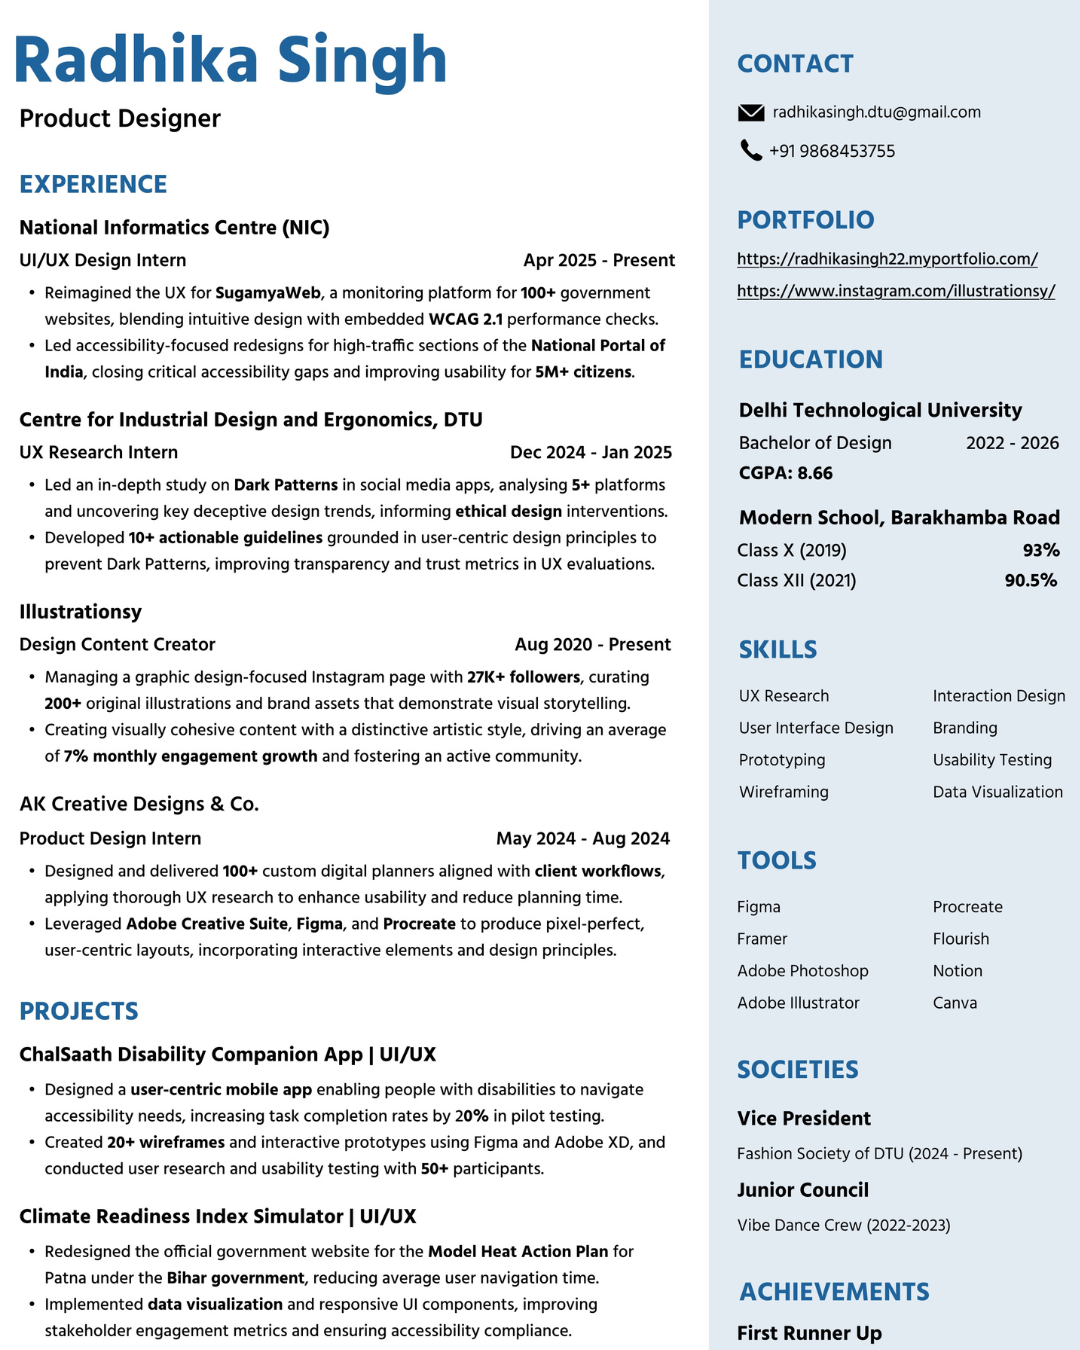 Radhika Singh
Product Designer
EXPERIENCE
National Informatics Centre (NIC)
UI/UX Design Intern Apr 2025 - Present
• Reimagined the UX for SugamyaWeb, a monitoring platform for 100+ government
websites, blending intuitive design with embedded WCAG 2.1 performance checks.
• Led accessibility-focused redesigns for high-traffic sections of the National Portal of
India, closing critical accessibility gaps and improving usability for 5M+ citizens.
Centre for Industrial Design and Ergonomics, DTU
UX Research Intern Dec 2024 - Jan 2025
• Led an in-depth study on Dark Patterns in social media apps, analysing 5+ platforms
and uncovering key deceptive design trends, informing ethical design interventions.
• Developed 10+ actionable guidelines grounded in user-centric design principles to
prevent Dark Patterns, improving transparency and trust metrics in UX evaluations.
Illustrationsy
Design Content Creator Aug 2020 - Present
• Managing a graphic design-focused Instagram page with 27K+ followers, curating
200+ original illustrations and brand assets that demonstrate visual storytelling.
• Creating visually cohesive content with a distinctive artistic style, driving an average
of 7% monthly engagement growth and fostering an active community.
AK Creative Designs & Co.
Product Design Intern May 2024 - Aug 2024
• Designed and delivered 100+ custom digital planners aligned with client workflows,
applying thorough UX research to enhance usability and reduce planning time.
• Leveraged Adobe Creative Suite, Figma, and Procreate to produce pixel-perfect,
user-centric layouts, incorporating interactive elements and design principles.
PROJECTS
ChalSaath Disability Companion App | UI/UX
• Designed a user-centric mobile app enabling people with disabilities to navigate
accessibility needs, increasing task completion rates by 20% in pilot testing.
• Created 20+ wireframes and interactive prototypes using Figma and Adobe XD, and
conducted user research and usability testing with 50+ participants.
Climate Readiness Index Simulator | UI/UX
• Redesigned the official government website for the Model Heat Action Plan for
Patna under the Bihar government, reducing average user navigation time.
• Implemented data visualization and responsive UI components, improving
stakeholder engagement metrics and ensuring accessibility compliance.
CONTACT
radhikasingh.dtu@gmail.com
+91 9868453755
PORTFOLIO
https://radhikasingh22.myportfolio.com/
https://www.instagram.com/illustrationsy/
EDUCATION
Delhi Technological University
Bachelor of Design 2022 - 2026
CGPA: 8.66
Modern School, Barakhamba Road
Class X (2019) 93%
Class XII (2021) 90.5%
SKILLS
UX Research Interaction Design
User Interface Design Branding
Prototyping Usability Testing
Wireframing Data Visualization
TOOLS
Figma Procreate
Framer Flourish
Adobe Photoshop Notion
Adobe Illustrator Canva
SOCIETIES
Vice President
Fashion Society of DTU (2024 - Present)
Junior Council
Vibe Dance Crew (2022-2023)
ACHIEVEMENTS
First Runner Up